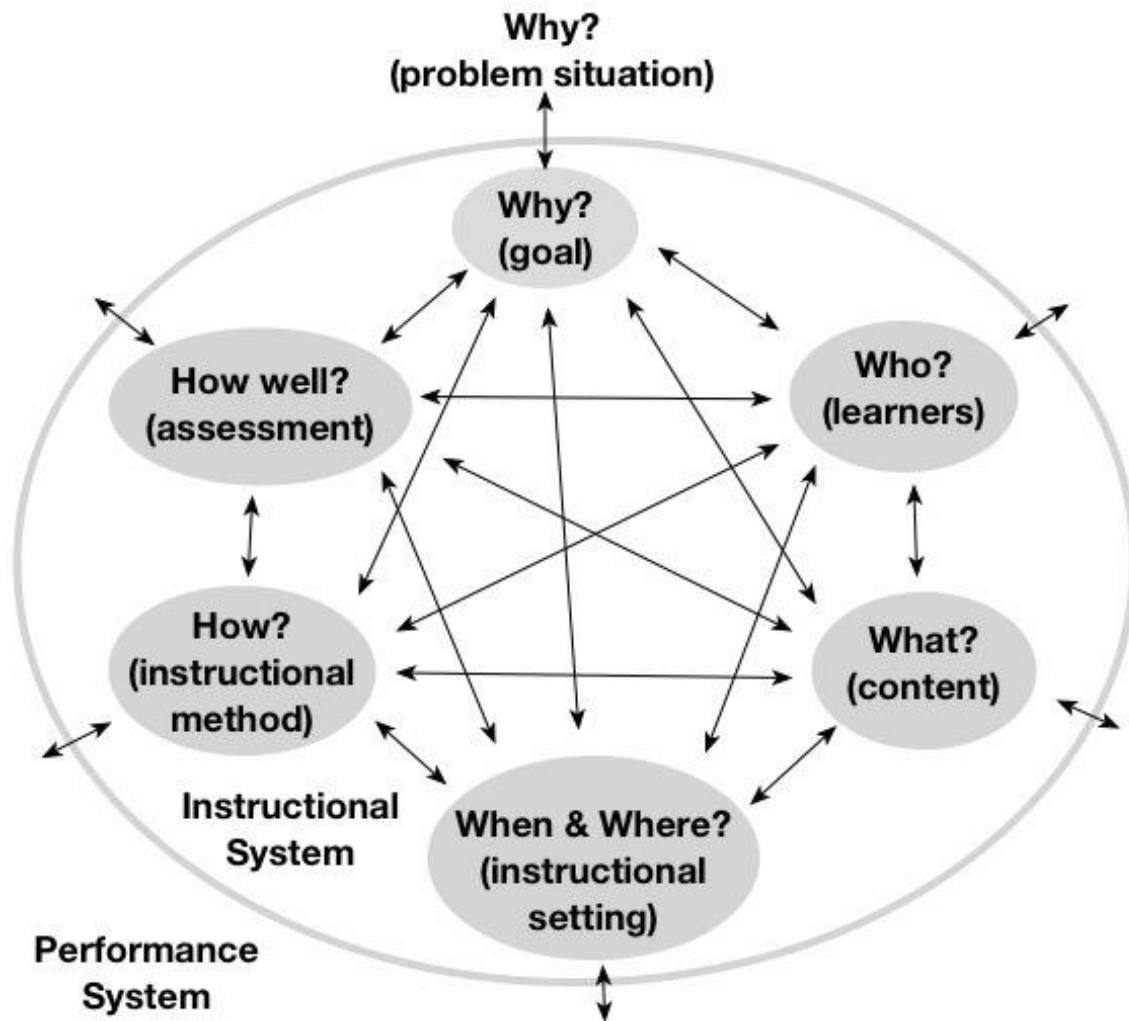 Why?
(problem situation)
Why?
(goal)
How well?
(assessment)
Who?
(learners)
How?
(instructional
method)
What?
(content)
Instructional
System
When & Where?
(instructional
setting)
Performance
System